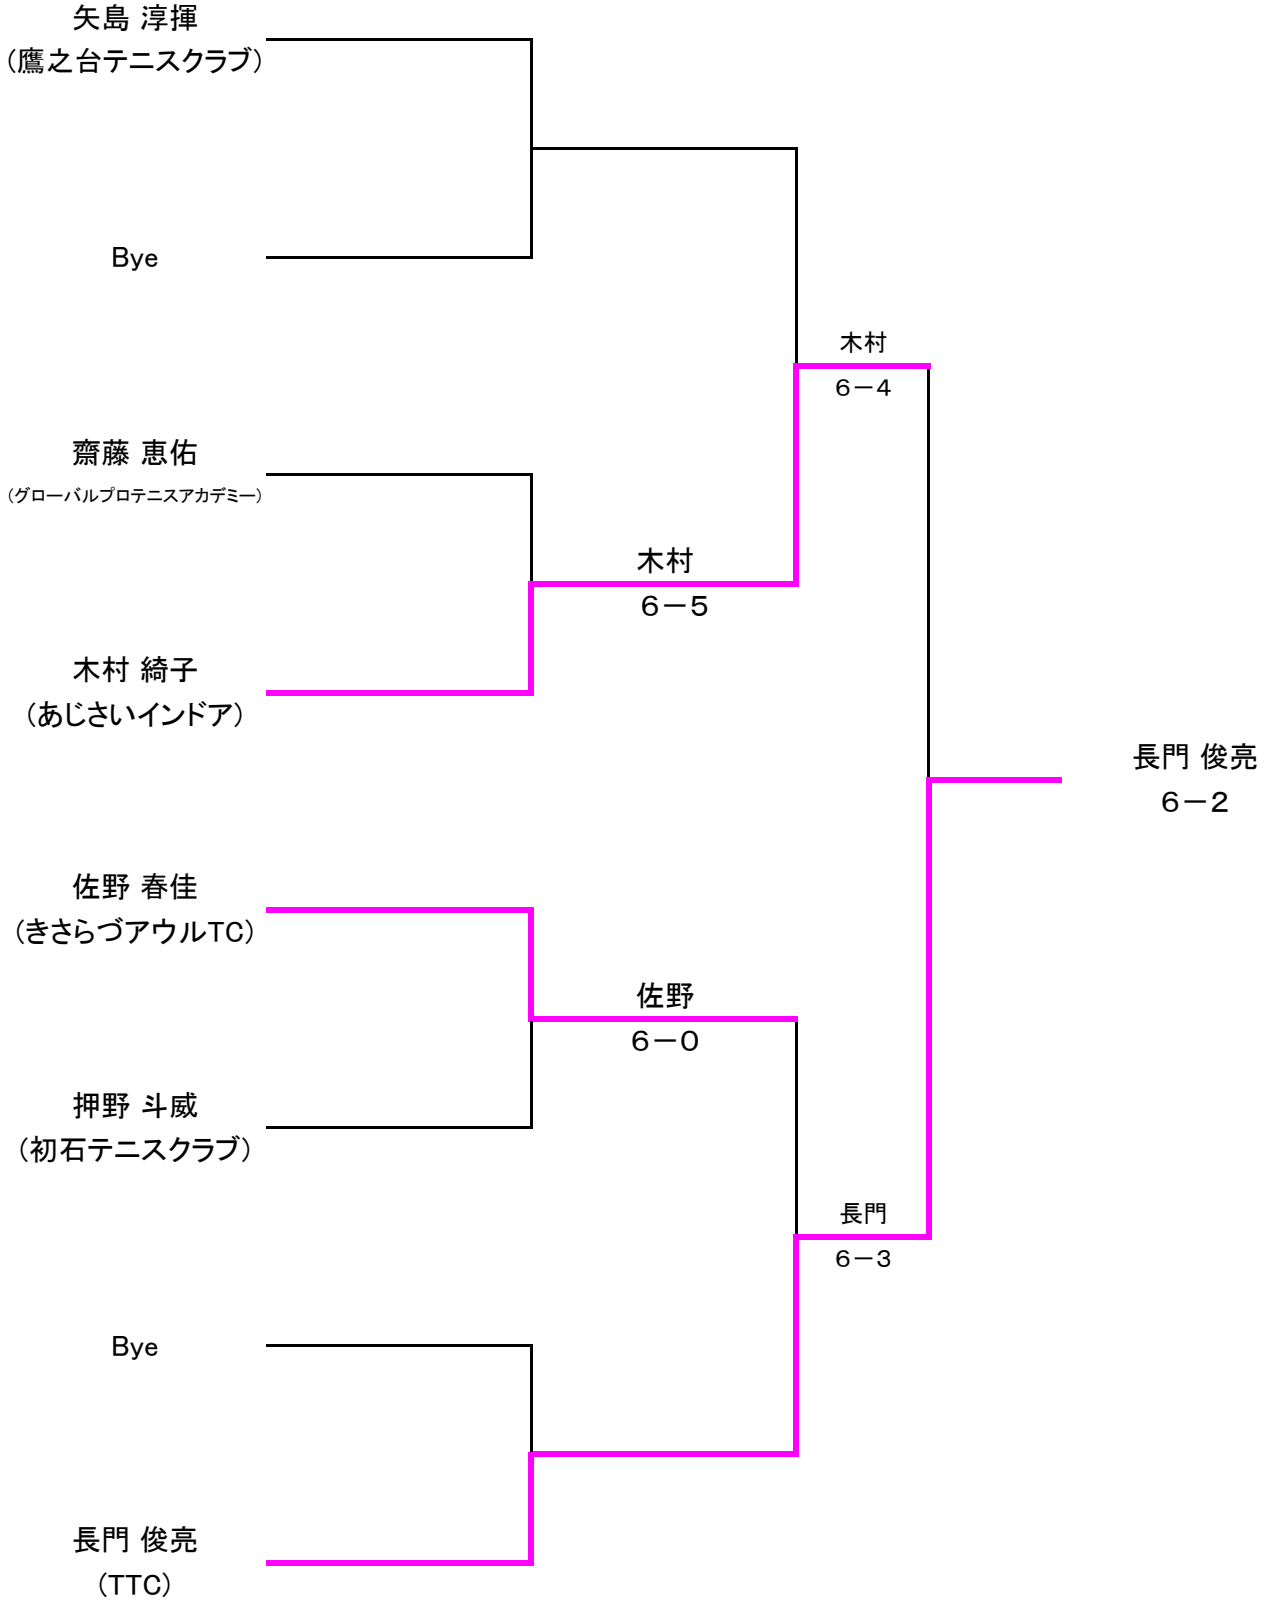 矢島 淳揮
(鷹之台テニスクラブ)
Bye
木村
6－4
齋藤 恵佑
(グローバルプロテニスアカデミー)
木村
6－5
木村 綺子
(あじさいインドア)
長門 俊亮
6－2
佐野 春佳
(きさらづアウルTC)
佐野
6－0
押野 斗威
(初石テニスクラブ)
長門
6－3
Bye
長門 俊亮
(TTC)